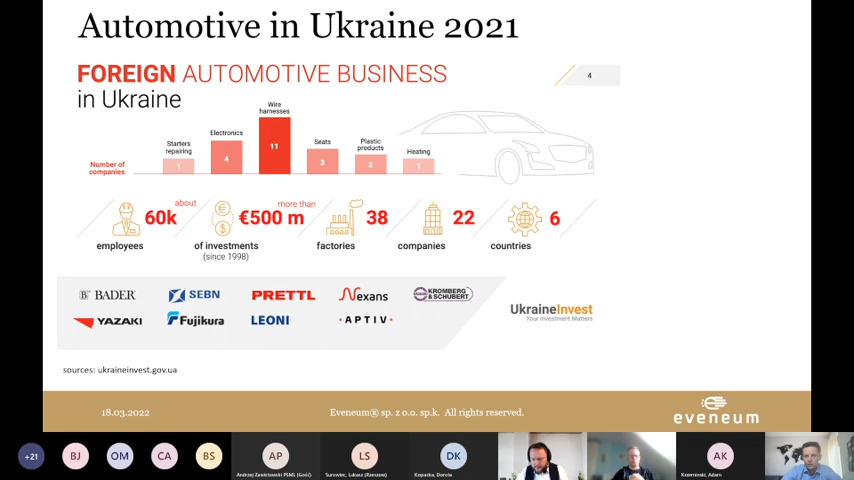 Automotive in Ukraine 2021
FOREIGN AUTOMOTIVE BUSINESS
in Ukraine
4
Number of
companies
Starters
repairing
1
Electronics
4
Wire
harnesses
11
Seats
3
Plastic
products
2
Heating
1
about
60k
employees
more than
€500 m
of investments
(since 1998)
38
factories
22
companies
6
countries
BADER
SEBN
PRETTL
Nexans
KROMBERG
& SCHUBERT
YAZAKI
Fujikura
LEONI
• A P T I V •
UkraineInvest
Your Investment Matters
sources: ukraineinvest.gov.ua
18.03.2022
Eveneum® sp. z o.o. sp.k. All rights reserved.
eveneum
+21
BJ
OM
CA
BS
AP
LS
DK
AK
Surowiec, Łukasz (Rzeszow)
Kopacka, Dorota
Krzeminski, Adam